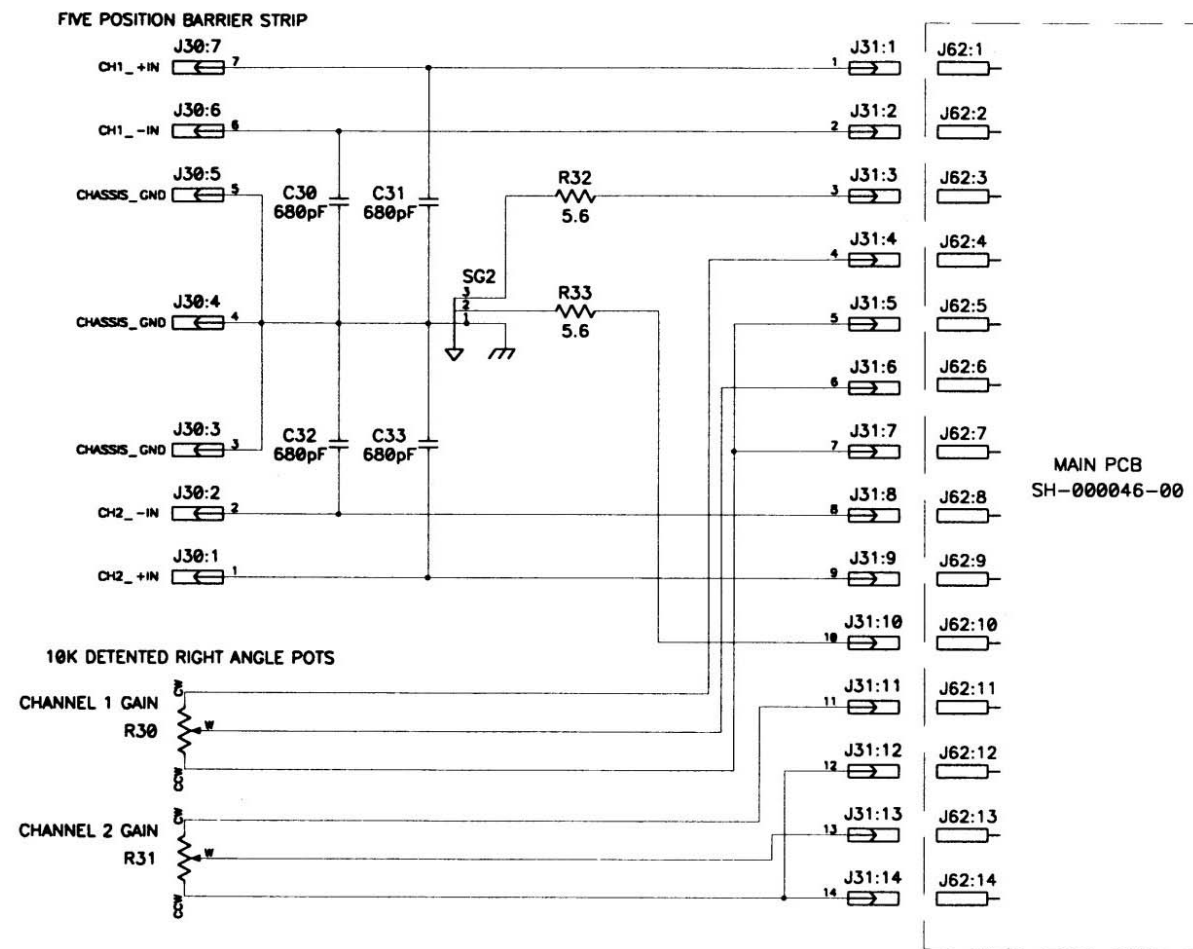 FIVE POSITION BARRIER STRIP
J30:7
CH1_+IN
7
J31:1
1
J62:1
J30:6
CH1_-IN
6
J31:2
2
J62:2
J30:5
CHASSIS_GND
5
C30
680pF
C31
680pF
R32
5.6
J31:3
3
J62:3
J31:4
4
J62:4
SG2
3
2
1
R33
5.6
J30:4
CHASSIS_GND
4
J31:5
5
J62:5
J31:6
6
J62:6
J30:3
CHASSIS_GND
3
C32
680pF
C33
680pF
J31:7
7
J62:7
MAIN PCB
SH-000046-00
J30:2
CH2_-IN
2
J31:8
8
J62:8
J30:1
CH2_+IN
1
J31:9
9
J62:9
J31:10
10
J62:10
10K DETENTED RIGHT ANGLE POTS
CW
CHANNEL 1 GAIN
R30
W
CCW
J31:11
11
J62:11
J31:12
12
J62:12
CW
CHANNEL 2 GAIN
R31
W
CCW
J31:13
13
J62:13
J31:14
14
J62:14